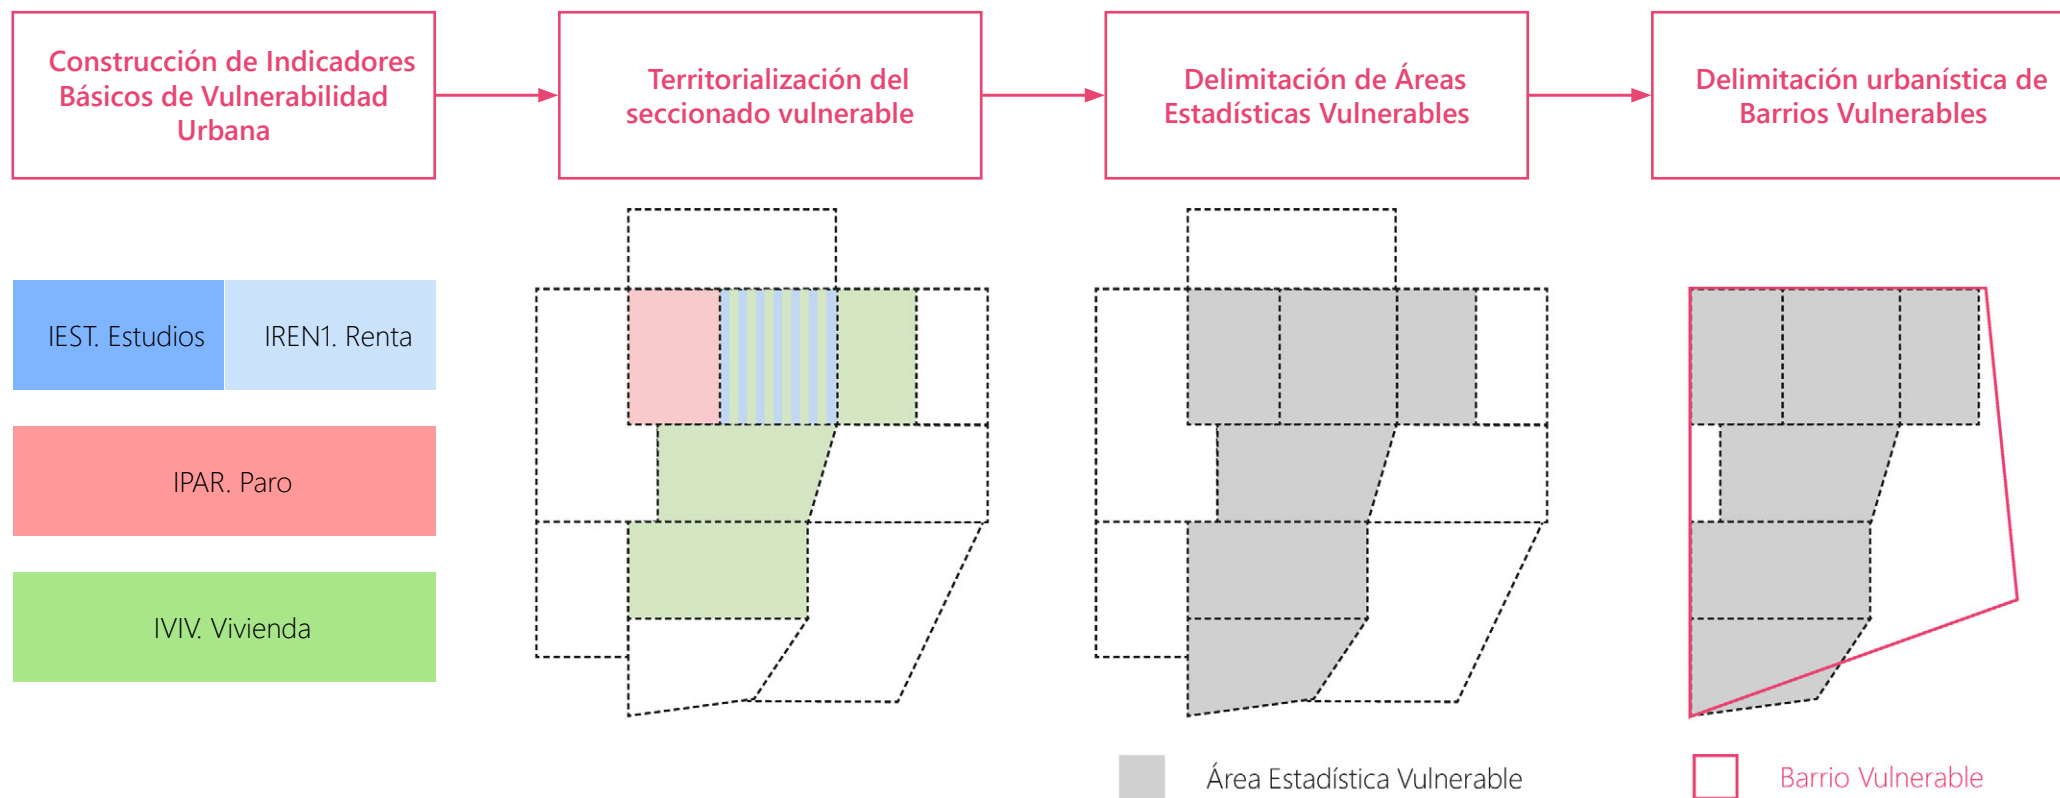 Construcción de Indicadores
Básicos de Vulnerabilidad
Urbana
Territorialización del
seccionado vulnerable
Delimitación de Áreas
Estadísticas Vulnerables
Delimitación urbanística de
Barrios Vulnerables
IEST. Estudios
IREN1. Renta
IPAR. Paro
IVIV. Vivienda
Área Estadística Vulnerable
Barrio Vulnerable